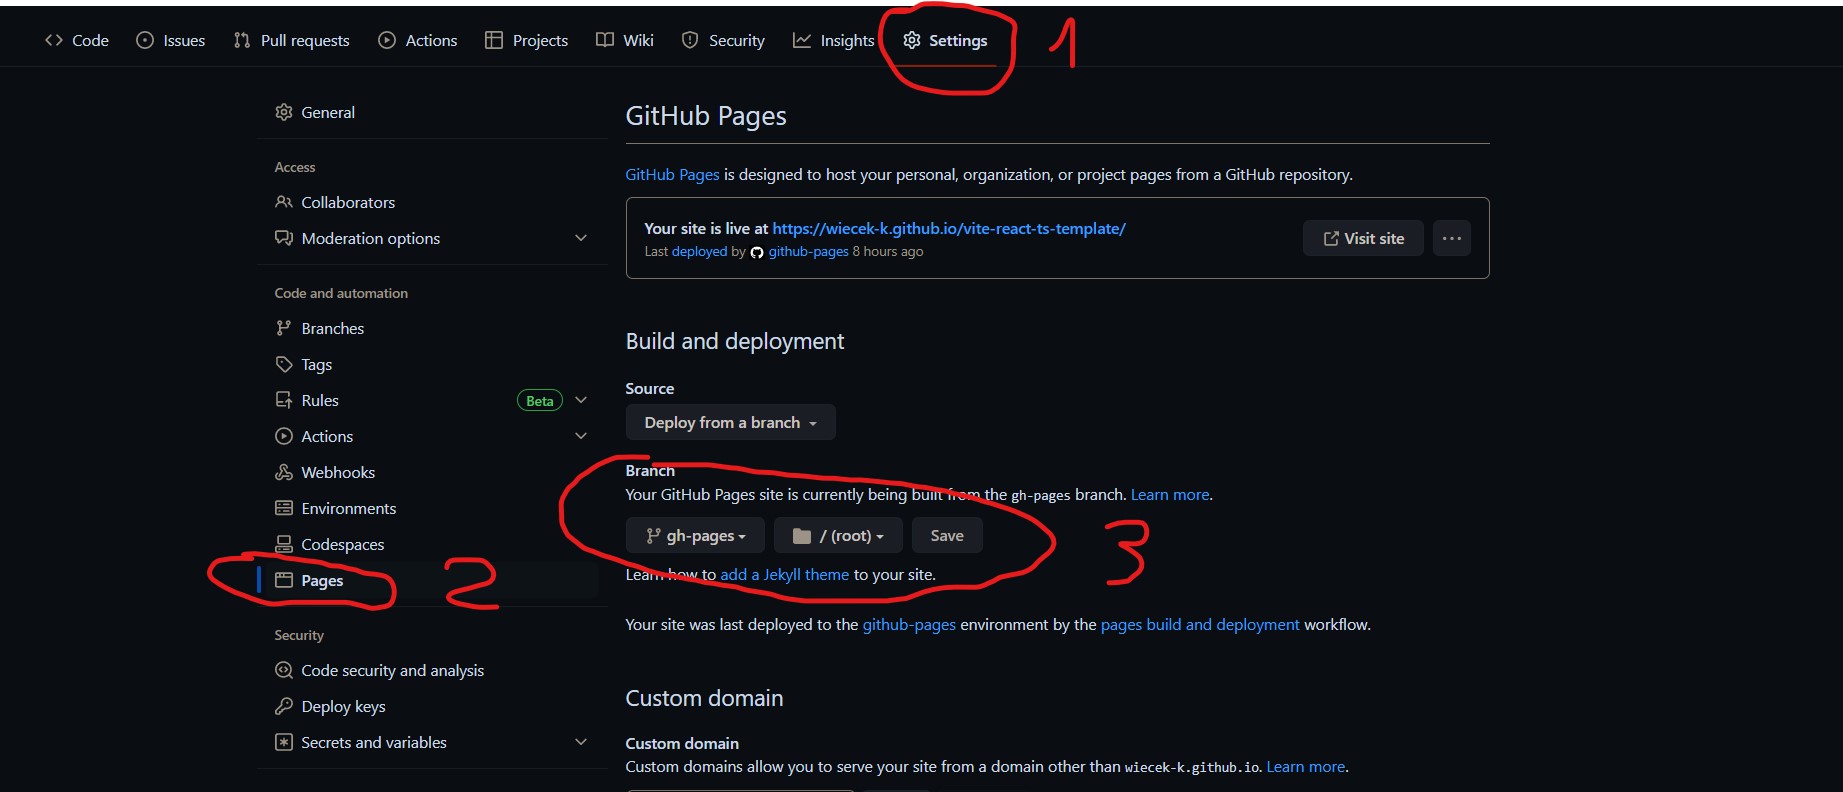 Code Issues Pull requests Actions Projects Wiki Security Insights Settings 1
General
Access
Collaborators
Moderation options
Code and automation
Branches
Tags
Rules Beta
Actions
Webhooks
Environments
Codespaces
Pages 2
Security
Code security and analysis
Deploy keys
Secrets and variables
GitHub Pages
GitHub Pages is designed to host your personal, organization, or project pages from a GitHub repository.
Your site is live at https://wiecek-k.github.io/vite-react-ts-template/
Last deployed by github-pages 8 hours ago
Visit site
Build and deployment
Source
Deploy from a branch
Branch
Your GitHub Pages site is currently being built from the gh-pages branch. Learn more.
gh-pages / (root) Save 3
Learn how to add a Jekyll theme to your site.
Your site was last deployed to the github-pages environment by the pages build and deployment workflow.
Custom domain
Custom domain
Custom domains allow you to serve your site from a domain other than wiecek-k.github.io. Learn more.